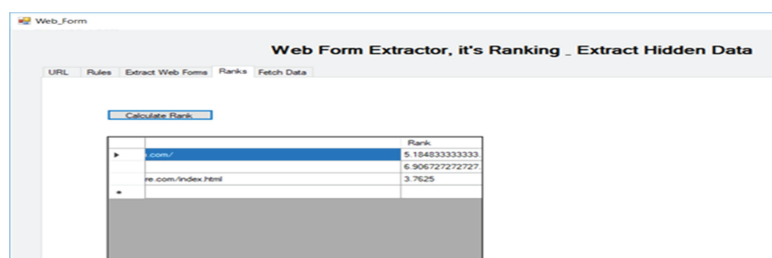 Web_Form
Web Form Extractor, it's Ranking _ Extract Hidden Data
URL Rules Extract Web Forms Ranks Fetch Data
Calculate Rank
Rank
.com/ 5.184833333333
6.906727272727
re.com/index.html 3.7625